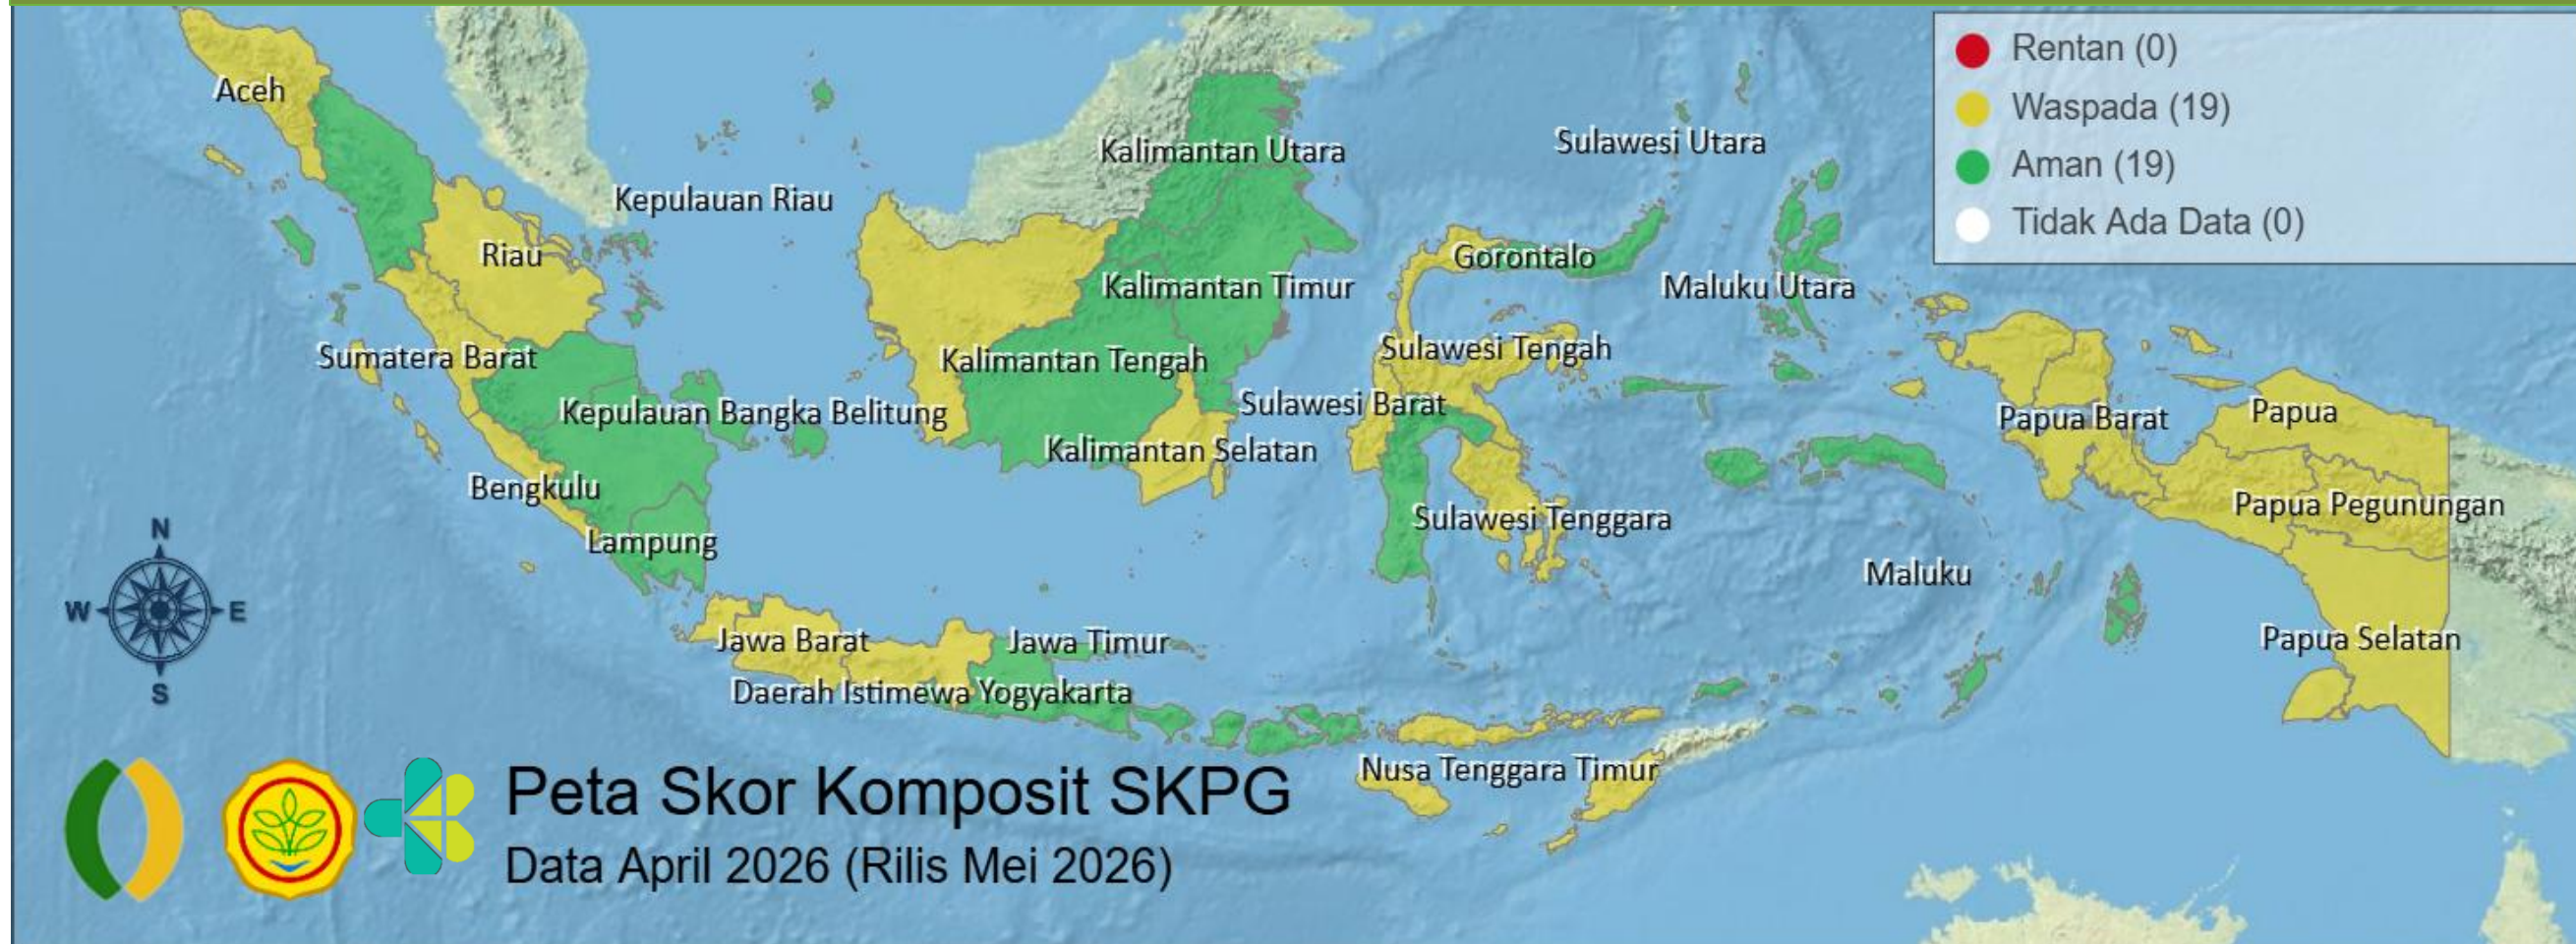 Rentan (0)
Waspada (19)
Aman (19)
Tidak Ada Data (0)
Aceh
Kalimantan Utara
Sulawesi Utara
Kepulauan Riau
Riau
Gorontalo
Kalimantan Timur
Maluku Utara
Sumatera Barat
Kalimantan Tengah
Sulawesi Tengah
Kepulauan Bangka Belitung
Sulawesi Barat
Papua Barat
Papua
Kalimantan Selatan
Bengkulu
Papua Pegunungan
Lampung
Sulawesi Tenggara
Maluku
N
W
E
S
Jawa Barat
Jawa Timur
Papua Selatan
Daerah Istimewa Yogyakarta
Nusa Tenggara Timur
Peta Skor Komposit SKPG
Data April 2026 (Rilis Mei 2026)